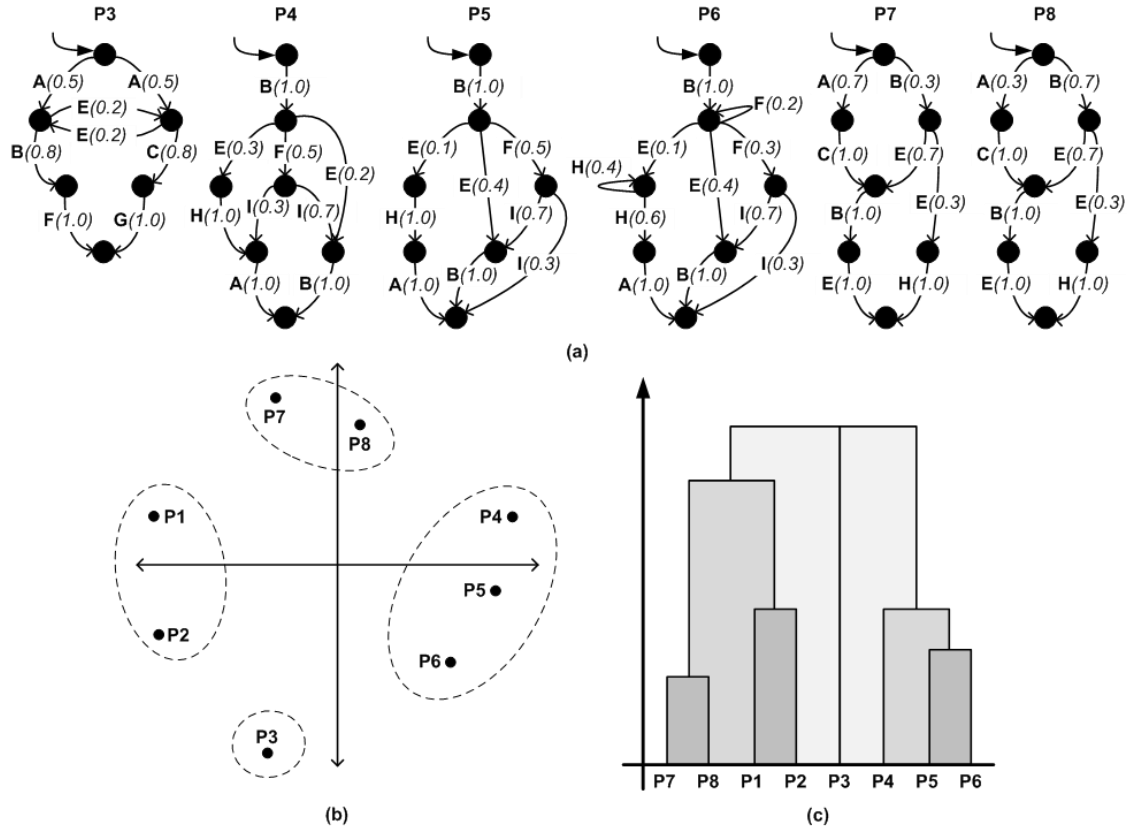 P3 P4 P5 P6 P7 P8
A(0.5) A(0.5)
E(0.2)
E(0.2)
B(0.8) C(0.8)
F(1.0) G(1.0)
B(1.0)
E(0.3) F(0.5)
E(0.2)
H(1.0) I(0.3) I(0.7)
A(1.0) B(1.0)
B(1.0)
E(0.1) F(0.5)
E(0.4)
H(1.0) I(0.7)
B(1.0) I(0.3)
A(1.0)
B(1.0)
F(0.2)
E(0.1) F(0.3)
H(0.4)
E(0.4)
H(0.6) I(0.7)
B(1.0) I(0.3)
A(1.0)
A(0.7) B(0.3)
C(1.0) E(0.7)
B(1.0) E(0.3)
E(1.0) H(1.0)
A(0.3) B(0.7)
C(1.0) E(0.7)
B(1.0) E(0.3)
E(1.0) H(1.0)
(a)
P7
P8
P1
P4
P5
P2
P6
P3
(b)
P7 P8 P1 P2 P3 P4 P5 P6
(c)